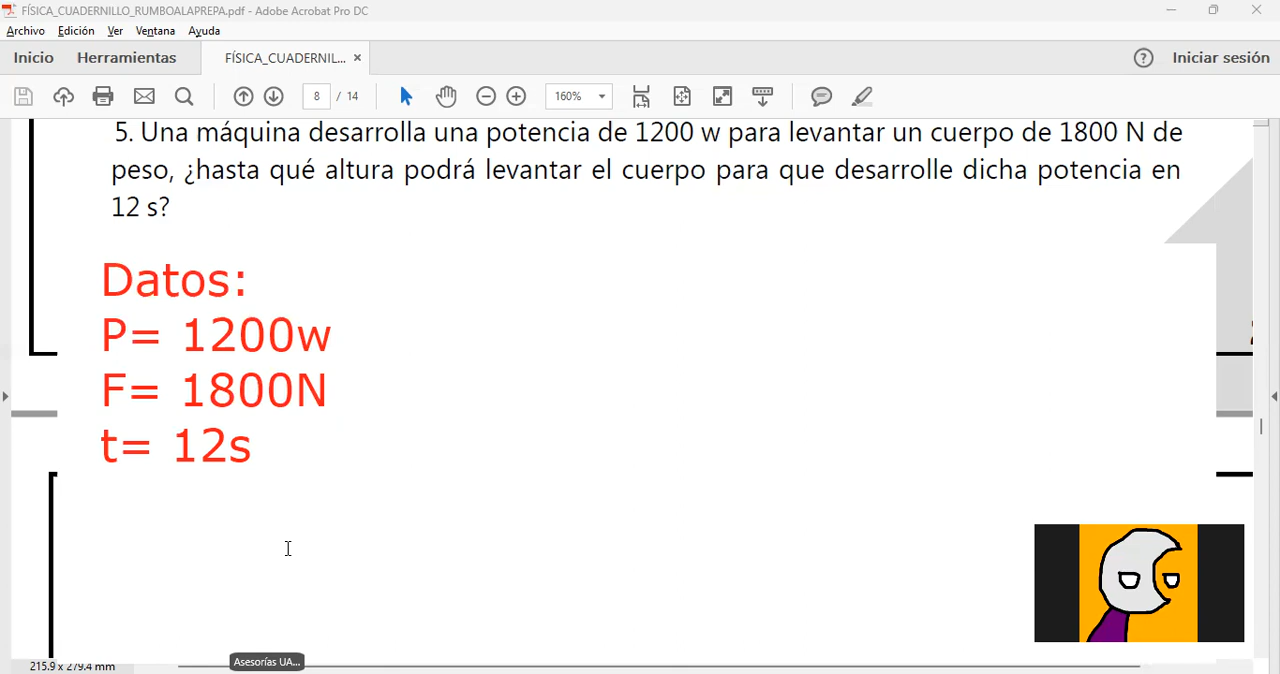 FÍSICA_CUADERNILLO_RUMBOALAPREPA.pdf - Adobe Acrobat Pro DC
Archivo Edición Ver Ventana Ayuda
Inicio Herramientas FÍSICA_CUADERNIL... × Iniciar sesión
8 / 14 160%
5. Una máquina desarrolla una potencia de 1200 w para levantar un cuerpo de 1800 N de
peso, ¿hasta qué altura podrá levantar el cuerpo para que desarrolle dicha potencia en
12 s?
Datos:
P= 1200w
F= 1800N
t= 12s
Asesorías UA...
215.9 x 279.4 mm